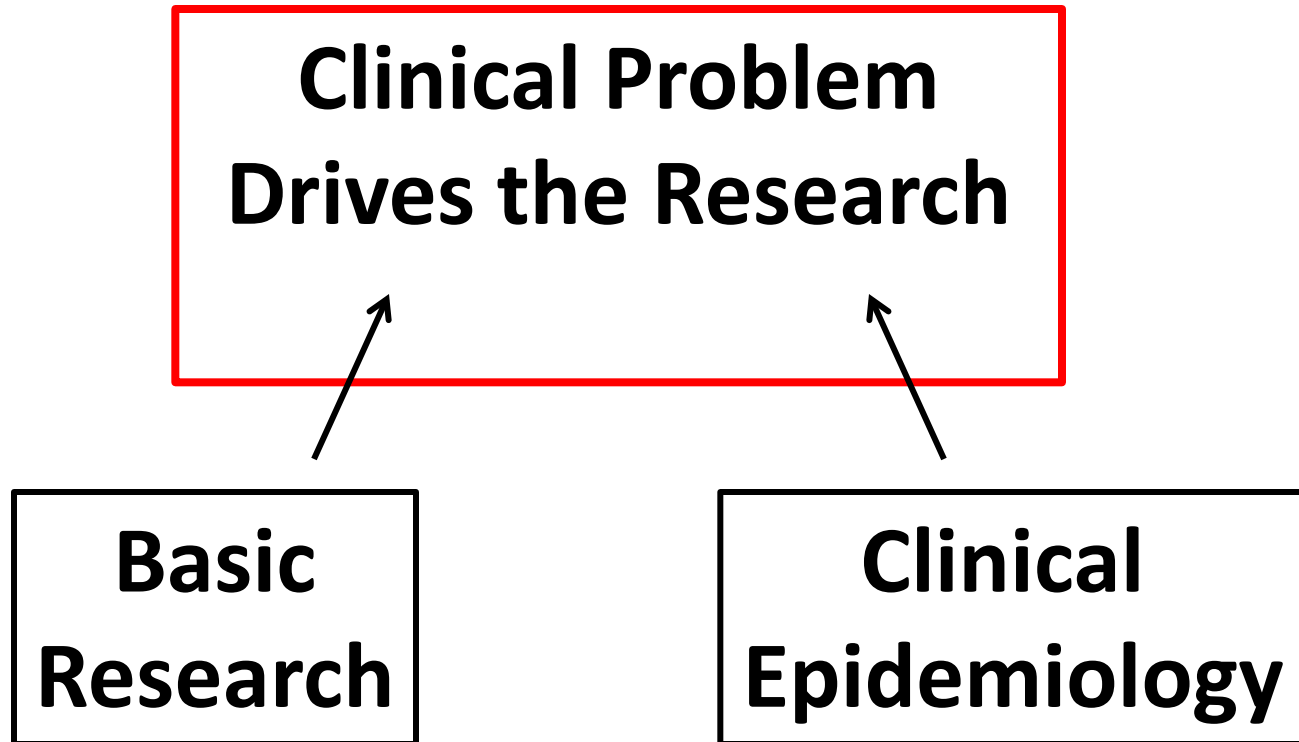 Clinical Problem
Drives the Research
Basic
Research
Clinical
Epidemiology